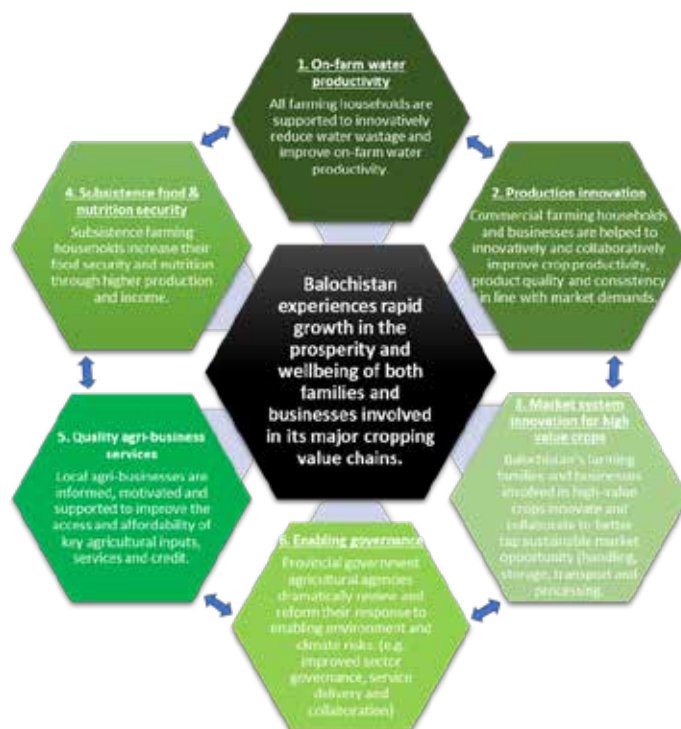 1. On-farm water
productivity
All farming households are
supported to innovatively
reduce water wastage and
improve on-farm water
productivity.
2. Production innovation
Commercial farming households
and businesses are helped to
innovatively and collaboratively
improve crop productivity,
product quality and consistency
in line with market demands.
3. Market system
innovation for high
value crops
Balochistan's farming
families and businesses
involved in high-value
crops innovate and
collaborate to better
tap sustainable market
opportunity (handling,
storage, transport and
processing.
4. Subsistence food &
nutrition security
Subsistence farming
households increase their
food security and nutrition
through higher production
and income.
5. Quality agri-business
services
Local agri-businesses are
informed, motivated and
supported to improve the
access and affordability of
key agricultural inputs,
services and credit.
6. Enabling governance
Provincial government
agricultural agencies
dramatically review and
reform their response to
enabling environment and
climate risks. (e.g.
improved sector
governance, service
delivery and
collaboration)
Balochistan
experiences rapid
growth in the
prosperity and
wellbeing of both
families and
businesses involved
in its major cropping
value chains.